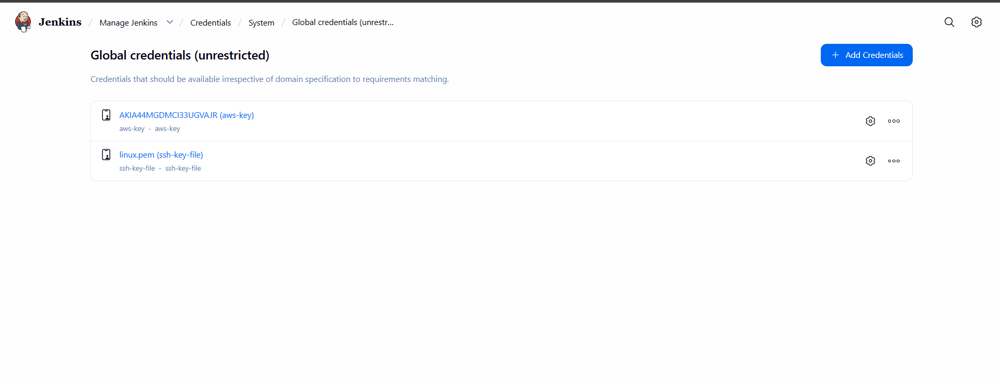 Jenkins / Manage Jenkins / Credentials / System / Global credentials (unrestr...
Global credentials (unrestricted)
+ Add Credentials
Credentials that should be available irrespective of domain specification to requirements matching.
AKIA44MGDMCI33UGVAJR (aws-key)
aws-key - aws-key
linux.pem (ssh-key-file)
ssh-key-file - ssh-key-file